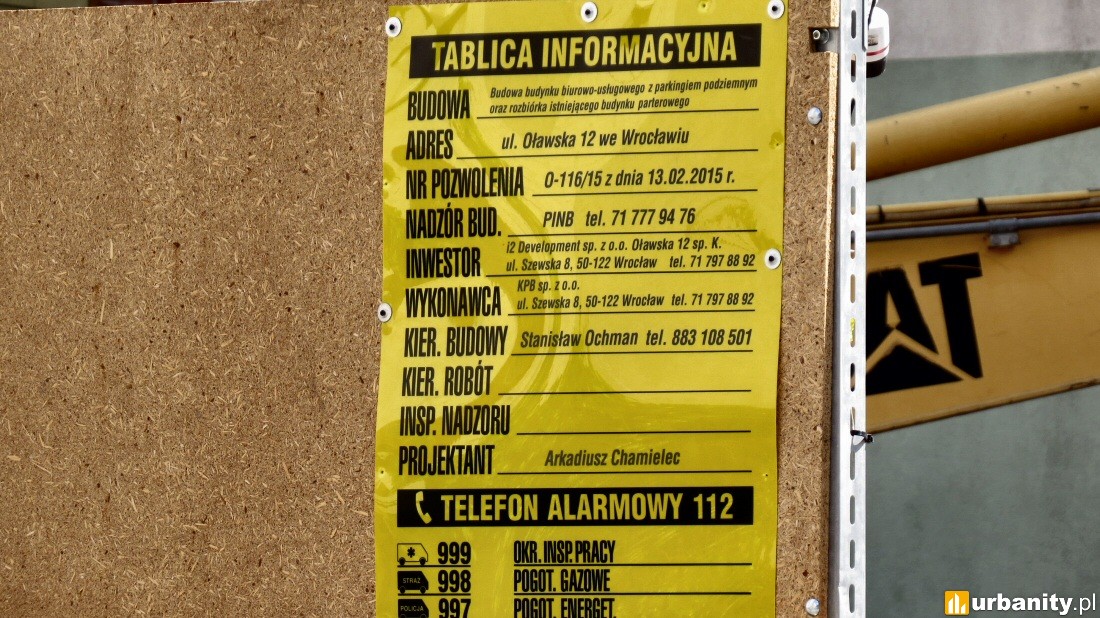 TABLICA INFORMACYJNA
BUDOWA Budowa budynku biurowo-usługowego z parkingiem podziemnym
oraz rozbiórka istniejącego budynku parterowego
ADRES ul. Oławska 12 we Wrocławiu
NR POZWOLENIA O-116/15 z dnia 13.02.2015 r.
NADZÓR BUD. PINB tel. 71 777 94 76
INWESTOR i2 Development sp. z o.o. Oławska 12 sp. K.
ul. Szewska 8, 50-122 Wrocław tel. 71 797 88 92
WYKONAWCA KPB sp. z o.o.
ul. Szewska 8, 50-122 Wrocław tel. 71 797 88 92
KIER. BUDOWY Stanisław Ochman tel. 883 108 501
KIER. ROBÓT
INSP. NADZORU
PROJEKTANT Arkadiusz Chamielec
TELEFON ALARMOWY 112
999 OKR. INSP. PRACY
STRAŻ 998 POGOT. GAZOWE
POLICJA 997 POGOT. ENERGET.
AT
urbanity.pl